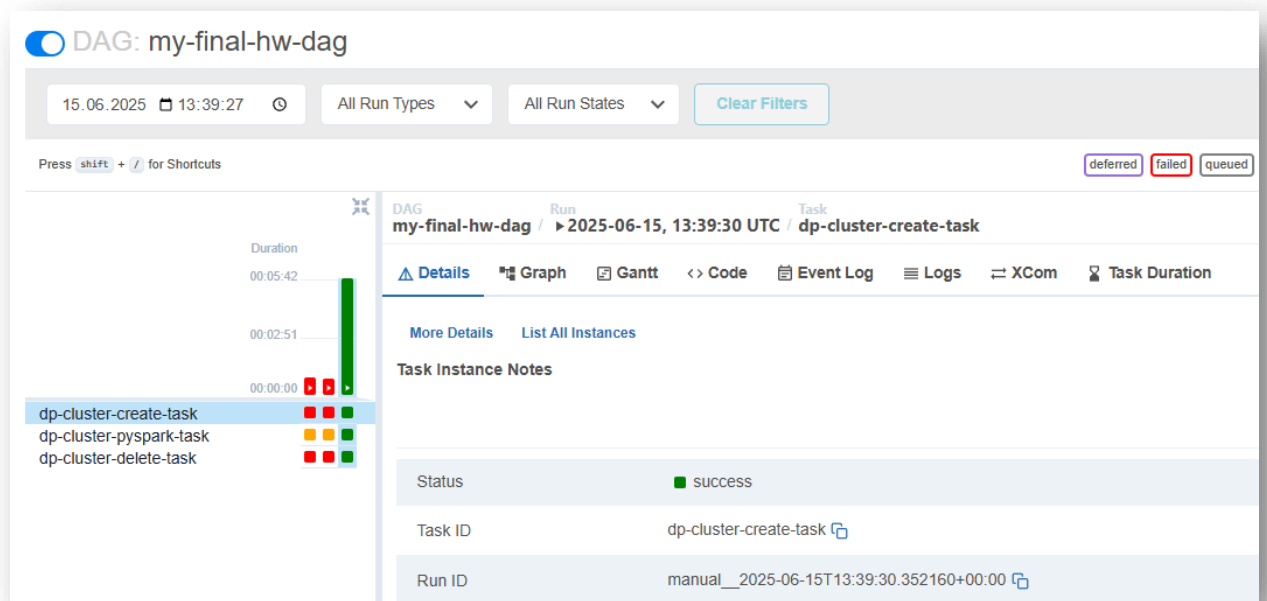 DAG: my-final-hw-dag
15.06.2025 13:39:27 All Run Types All Run States Clear Filters
Press shift + / for Shortcuts deferred failed queued
DAG Run Task
my-final-hw-dag / 2025-06-15, 13:39:30 UTC / dp-cluster-create-task
Duration
00:05:42
00:02:51
00:00:00
dp-cluster-create-task
dp-cluster-pyspark-task
dp-cluster-delete-task
Details Graph Gantt Code Event Log Logs XCom Task Duration
More Details List All Instances
Task Instance Notes
Status success
Task ID dp-cluster-create-task
Run ID manual__2025-06-15T13:39:30.352160+00:00